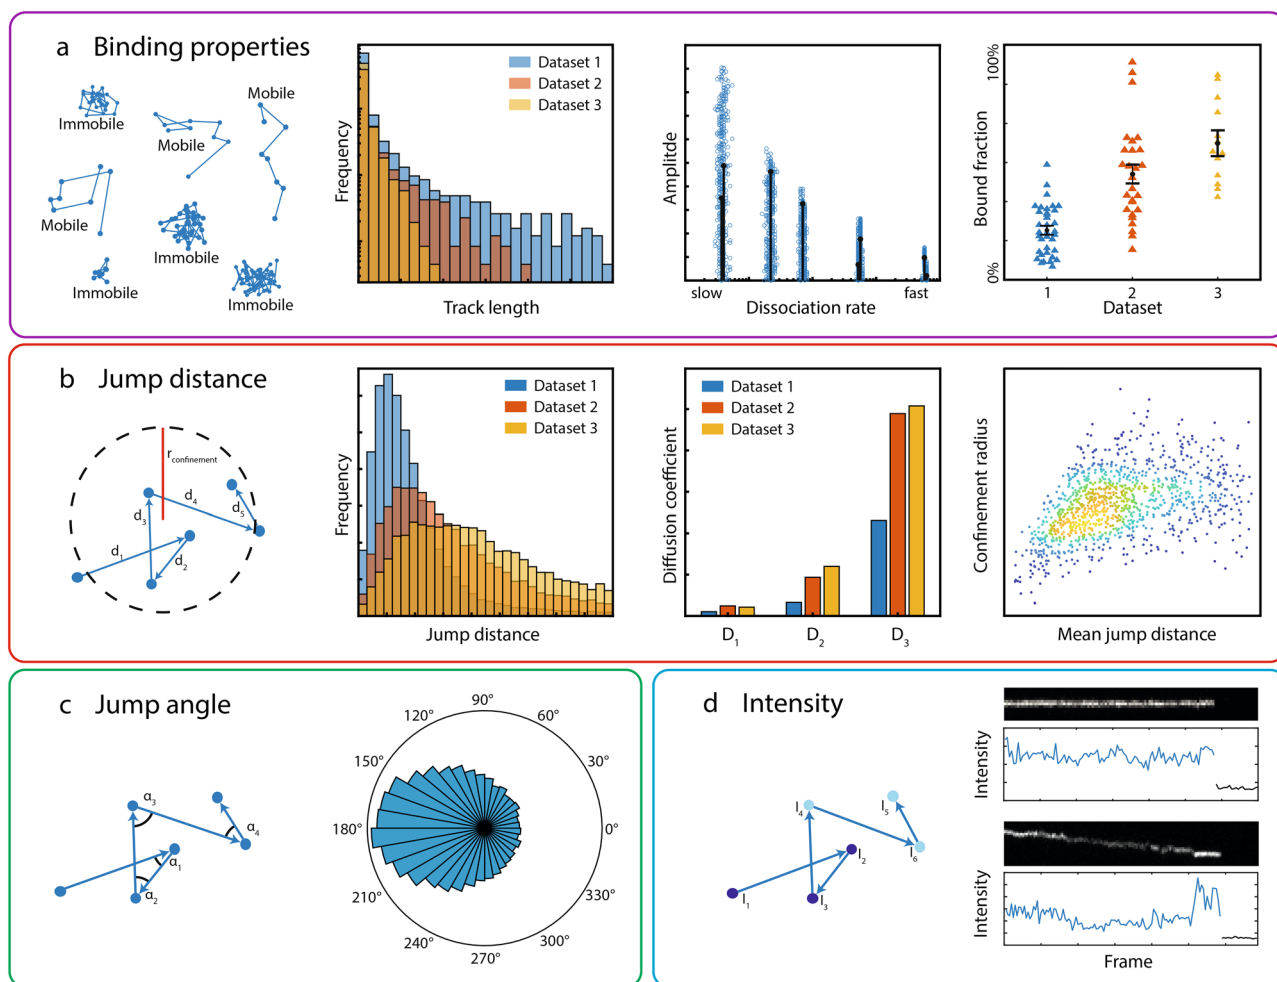 a Binding properties
Immobile
Mobile
Mobile
Mobile
Immobile
Immobile
Immobile
Frequency
Dataset 1
Dataset 2
Dataset 3
Track length
Amplitde
slow
fast
Dissociation rate
Bound fraction
100%
0%
1 2 3
Dataset
b Jump distance
rconfinement
d1
d2
d3
d4
d5
Frequency
Dataset 1
Dataset 2
Dataset 3
Jump distance
Diffusion coefficient
Dataset 1
Dataset 2
Dataset 3
D1 D2 D3
Confinement radius
Mean jump distance
c Jump angle
α3
α4
α1
α2
90°
120° 60°
150° 30°
180° 0°
210° 330°
240° 300°
270°
d Intensity
I4
I5
I2
I6
I1
I3
Intensity
Intensity
Frame